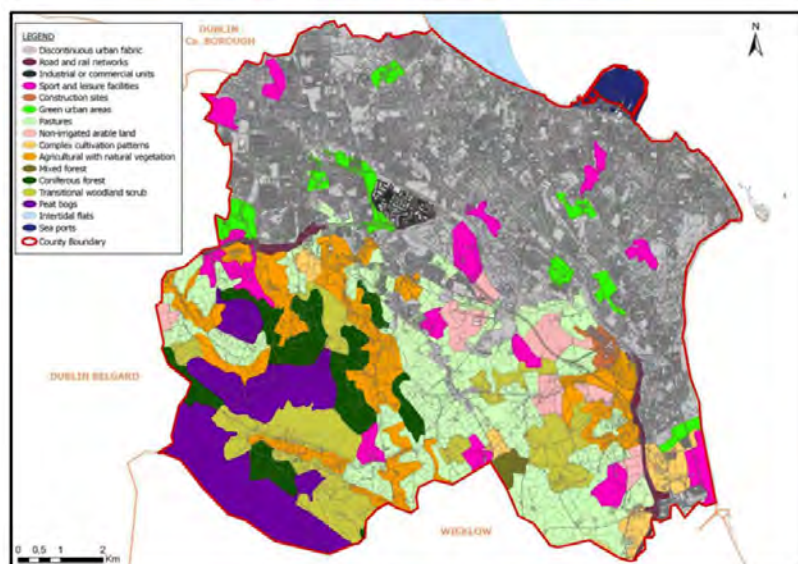 DUBLIN
Co. BOROUGH
N
LEGEND
Discontinuous urban fabric
Road and rail networks
Industrial or commercial units
Sport and leisure facilities
Construction sites
Green urban areas
Pastures
Non-irrigated arable land
Complex cultivation patterns
Agricultural with natural vegetation
Mixed forest
Coniferous forest
Transitional woodland scrub
Peat bogs
Intertidal flats
Sea ports
County Boundary
DUBLIN BELGARD
WICKLOW
0 0,5 1 2
Km